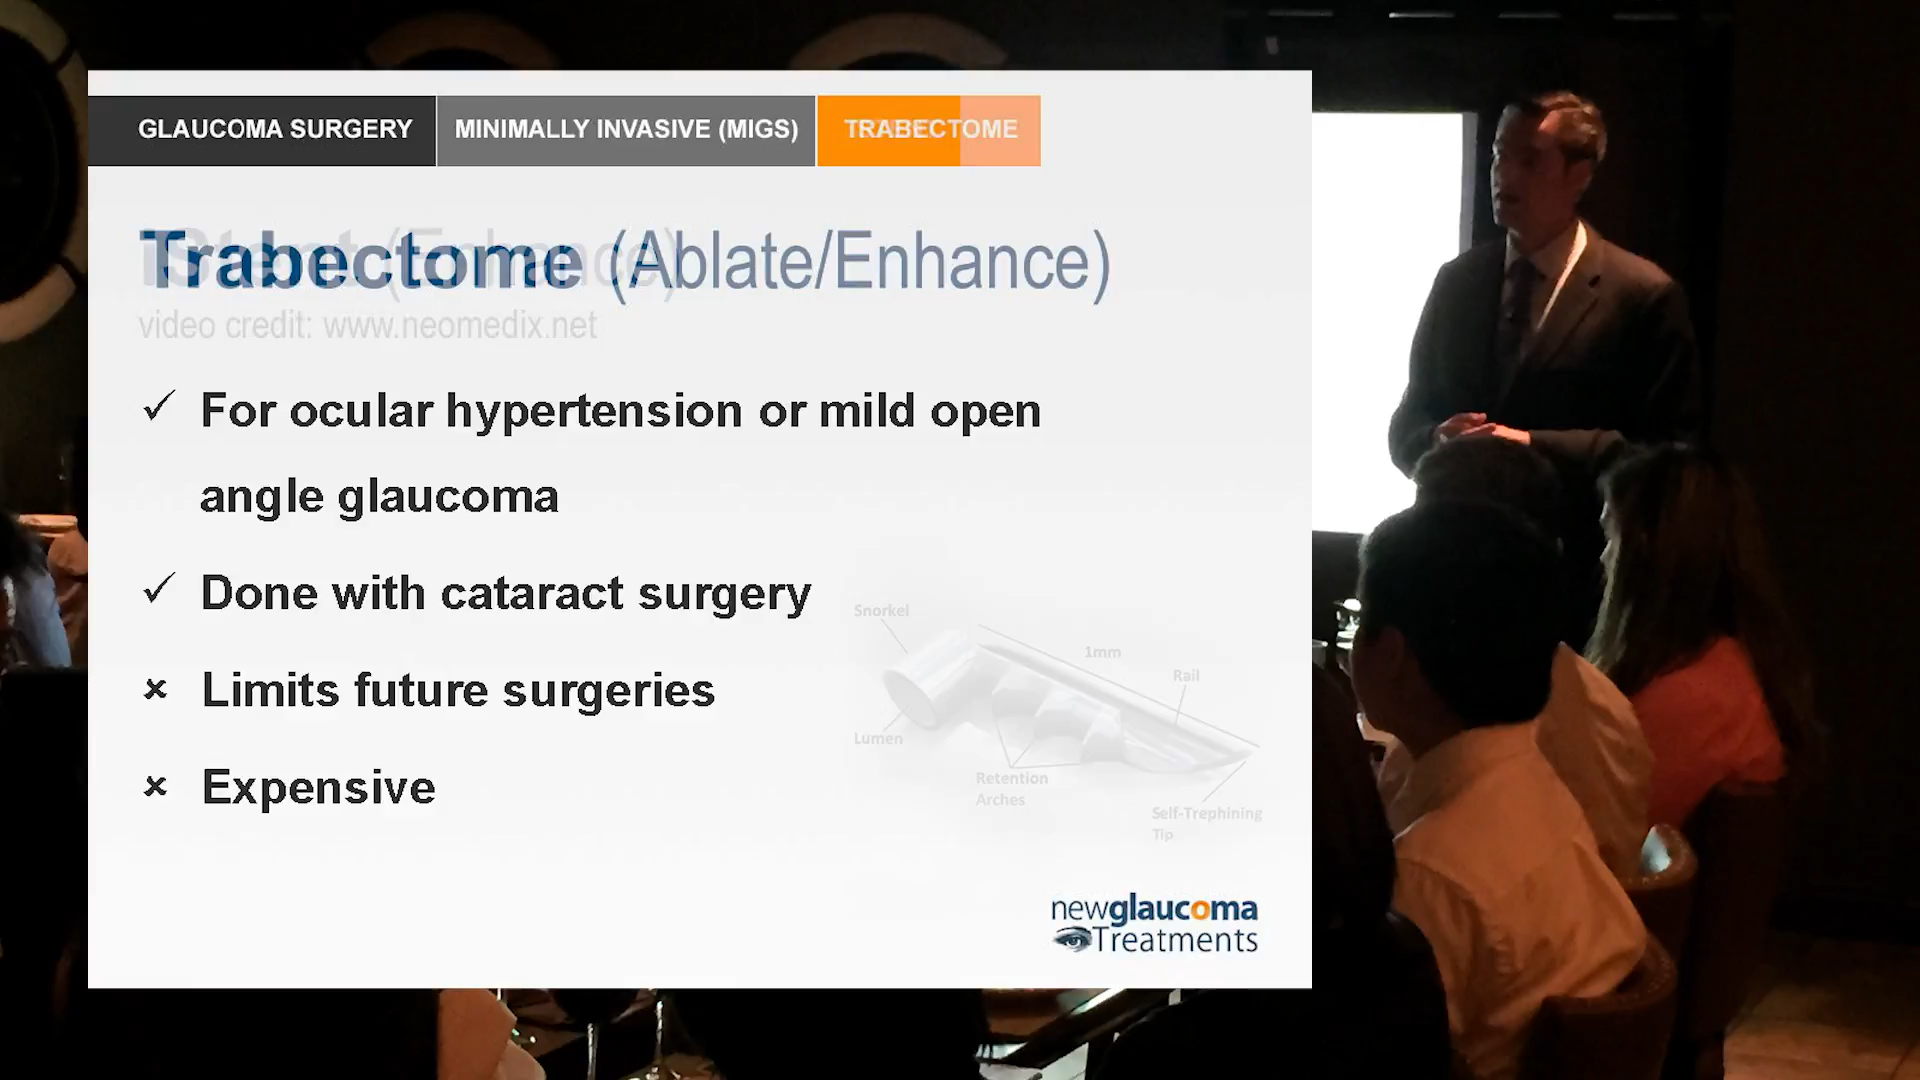 GLAUCOMA SURGERY MINIMALLY INVASIVE (MIGS) TRABECTOME
Trabectome (Ablate/Enhance)
iStent (Enhance)
video credit: www.neomedix.net
✓ For ocular hypertension or mild open
angle glaucoma
✓ Done with cataract surgery
× Limits future surgeries
× Expensive
Snorkel
1mm
Rail
Lumen
Retention
Arches
Self-Trephining
Tip
newglaucoma
Treatments